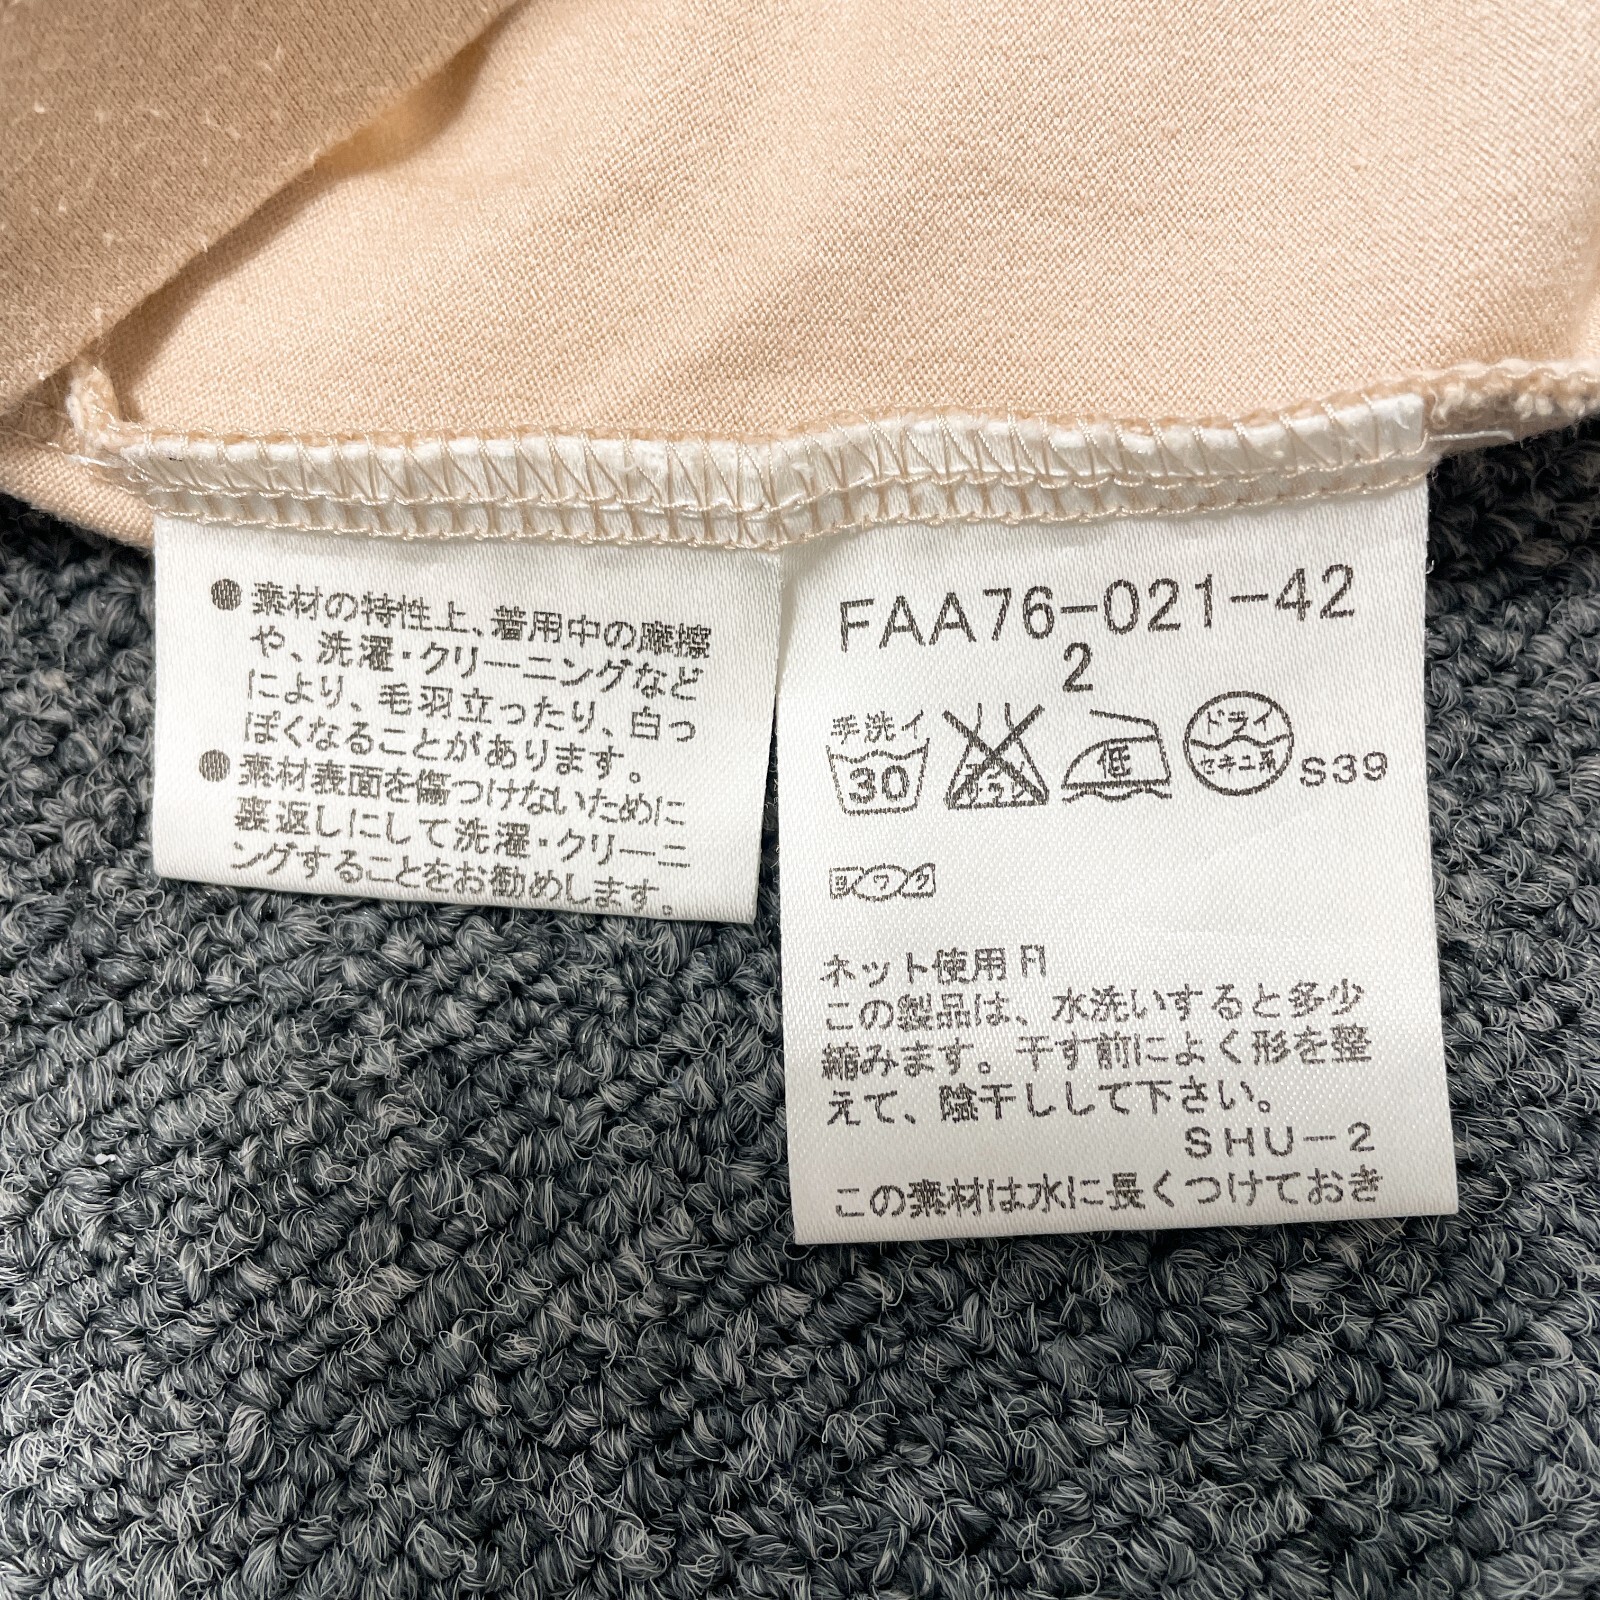 ●素材の特性上、着用中の摩擦
や、洗濯・クリーニングなど
により、毛羽立ったり、白っ
ぽくなることがあります。
●素材表面を傷つけないために
裏返しにして洗濯・クリーニ
ングすることをお勧めします。
FAA76-021-42
2
手洗イ
30
低
ドライ
セキユ系
S39
ヨワク
ネット使用
この製品は、水洗いすると多少
縮みます。干す前によく形を整
えて、陰干しして下さい。
SHU-2
この素材は水に長くつけておき